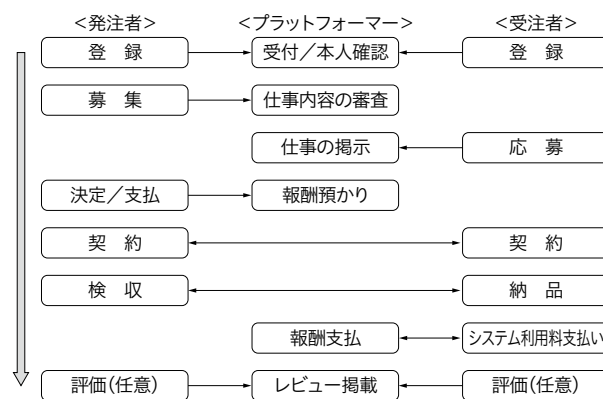 <発注者> <プラットフォーマー> <受注者>
登　録 受付／本人確認 登　録
募　集 仕事内容の審査
仕事の掲示 応　募
決定／支払 報酬預かり
契　約 契　約
検　収 納　品
報酬支払 システム利用料支払い
評価(任意) レビュー掲載 評価(任意)